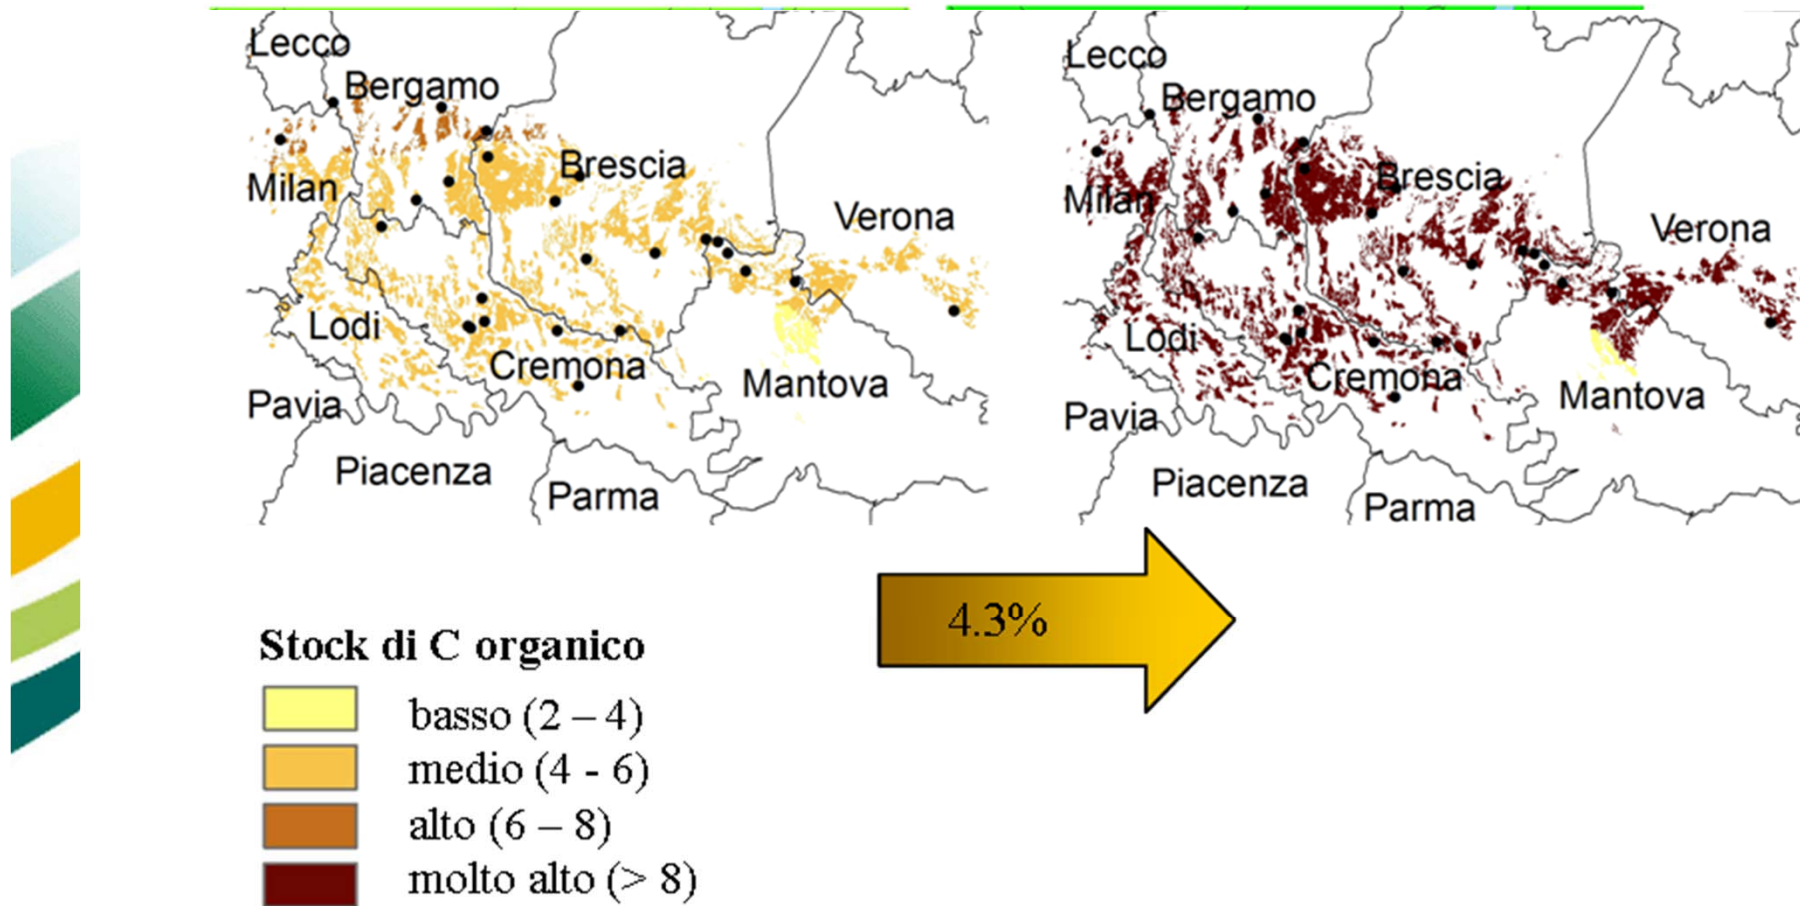 Lecco
Bergamo
Brescia
Milan
Verona
Lodi
Cremona
Mantova
Pavia
Piacenza
Parma
Lecco
Bergamo
Brescia
Milan
Verona
Lodi
Cremona
Mantova
Pavia
Piacenza
Parma
4.3%
Stock di C organico
basso (2 – 4)
medio (4 - 6)
alto (6 – 8)
molto alto (> 8)